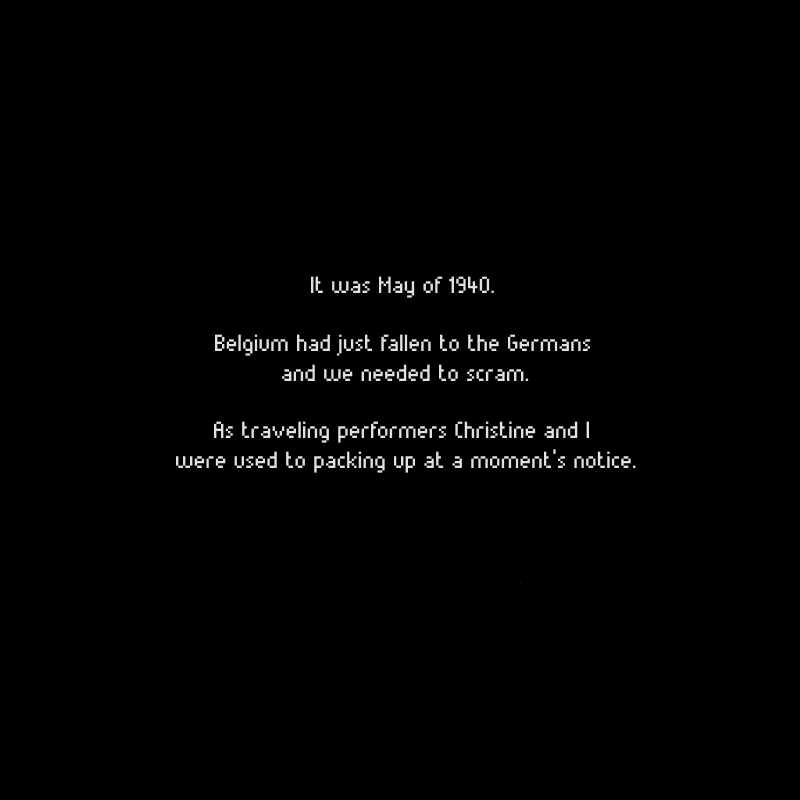 It was May of 1940.
Belgium had just fallen to the Germans
and we needed to scram.
As traveling performers Christine and I
were used to packing up at a moment's notice.